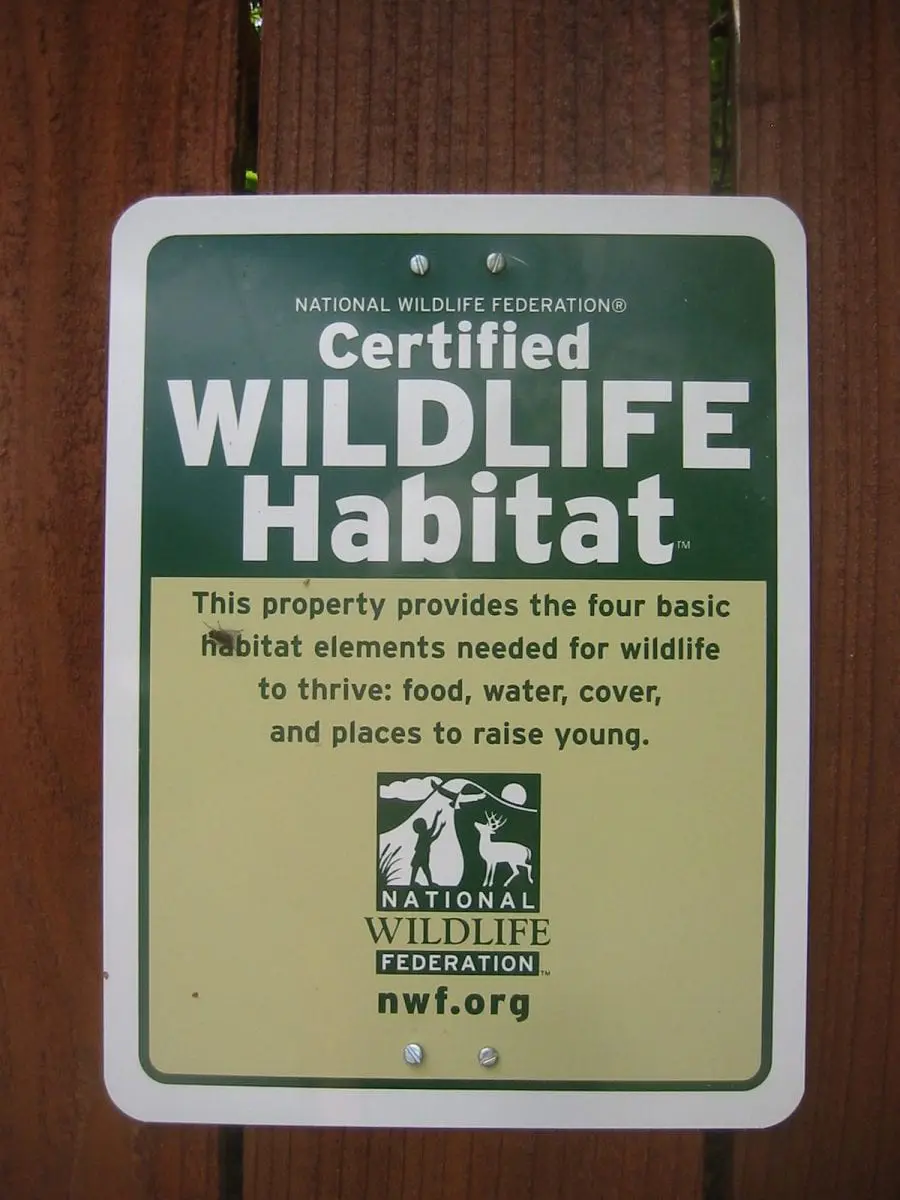 NATIONAL WILDLIFE FEDERATION®
Certified
WILDLIFE
Habitat™
This property provides the four basic
habitat elements needed for wildlife
to thrive: food, water, cover,
and places to raise young.
NATIONAL
WILDLIFE
FEDERATION™
nwf.org